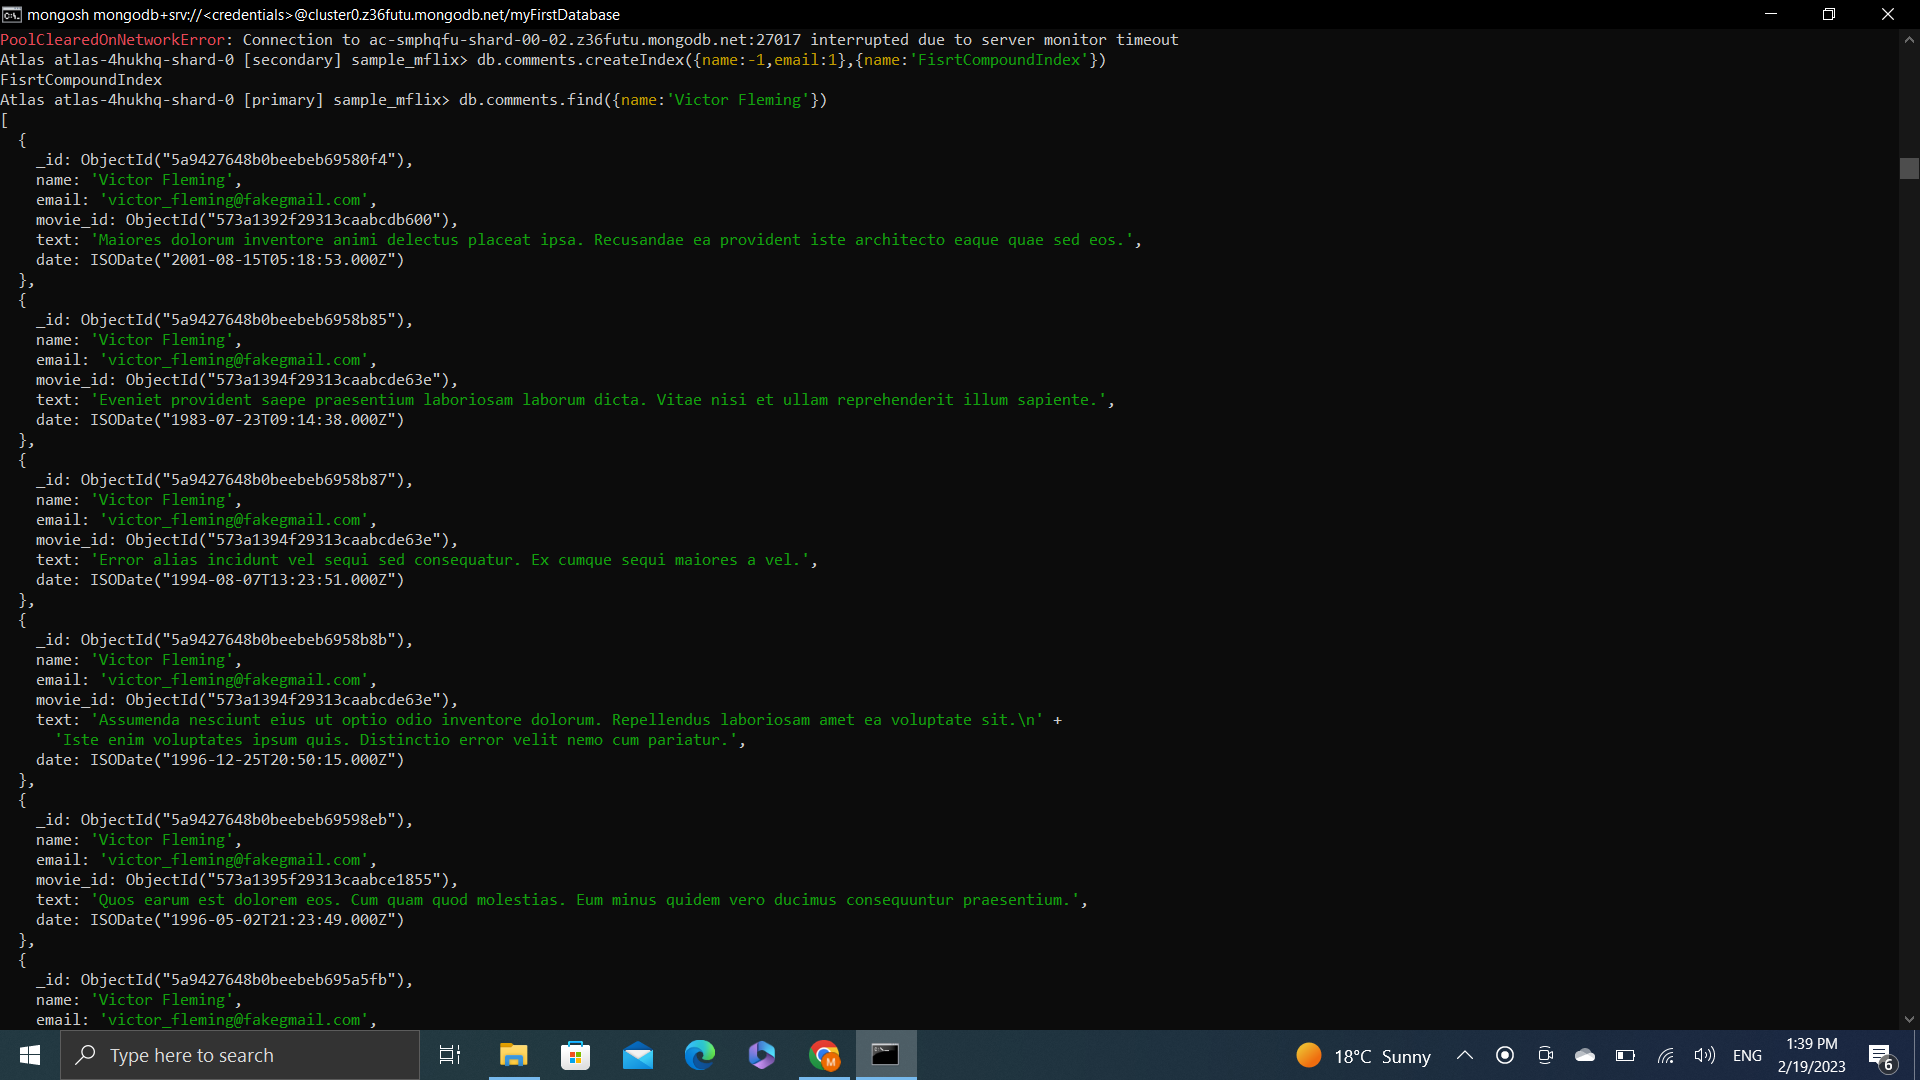 mongosh mongodb+srv://<credentials>@cluster0.z36futu.mongodb.net/myFirstDatabase
PoolClearedOnNetworkError: Connection to ac-smphqfu-shard-00-02.z36futu.mongodb.net:27017 interrupted due to server monitor timeout
Atlas atlas-4hukhq-shard-0 [secondary] sample_mflix> db.comments.createIndex({name:-1,email:1},{name:'FisrtCompoundIndex'})
FisrtCompoundIndex
Atlas atlas-4hukhq-shard-0 [primary] sample_mflix> db.comments.find({name:'Victor Fleming'})
[
  {
    _id: ObjectId("5a9427648b0beebeb69580f4"),
    name: 'Victor Fleming',
    email: 'victor_fleming@fakegmail.com',
    movie_id: ObjectId("573a1392f29313caabcdb600"),
    text: 'Maiores dolorum inventore animi delectus placeat ipsa. Recusandae ea provident iste architecto eaque quae sed eos.',
    date: ISODate("2001-08-15T05:18:53.000Z")
  },
  {
    _id: ObjectId("5a9427648b0beebeb6958b85"),
    name: 'Victor Fleming',
    email: 'victor_fleming@fakegmail.com',
    movie_id: ObjectId("573a1394f29313caabcde63e"),
    text: 'Eveniet provident saepe praesentium laboriosam laborum dicta. Vitae nisi et ullam reprehenderit illum sapiente.',
    date: ISODate("1983-07-23T09:14:38.000Z")
  },
  {
    _id: ObjectId("5a9427648b0beebeb6958b87"),
    name: 'Victor Fleming',
    email: 'victor_fleming@fakegmail.com',
    movie_id: ObjectId("573a1394f29313caabcde63e"),
    text: 'Error alias incidunt vel sequi sed consequatur. Ex cumque sequi maiores a vel.',
    date: ISODate("1994-08-07T13:23:51.000Z")
  },
  {
    _id: ObjectId("5a9427648b0beebeb6958b8b"),
    name: 'Victor Fleming',
    email: 'victor_fleming@fakegmail.com',
    movie_id: ObjectId("573a1394f29313caabcde63e"),
    text: 'Assumenda nesciunt eius ut optio odio inventore dolorum. Repellendus laboriosam amet ea voluptate sit.\n' +
      'Iste enim voluptates ipsum quis. Distinctio error velit nemo cum pariatur.',
    date: ISODate("1996-12-25T20:50:15.000Z")
  },
  {
    _id: ObjectId("5a9427648b0beebeb69598eb"),
    name: 'Victor Fleming',
    email: 'victor_fleming@fakegmail.com',
    movie_id: ObjectId("573a1395f29313caabce1855"),
    text: 'Quos earum est dolorem eos. Cum quam quod molestias. Eum minus quidem vero ducimus consequuntur praesentium.',
    date: ISODate("1996-05-02T21:23:49.000Z")
  },
  {
    _id: ObjectId("5a9427648b0beebeb695a5fb"),
    name: 'Victor Fleming',
    email: 'victor_fleming@fakegmail.com',
Type here to search
M
18°C Sunny
ENG
1:39 PM
2/19/2023
6